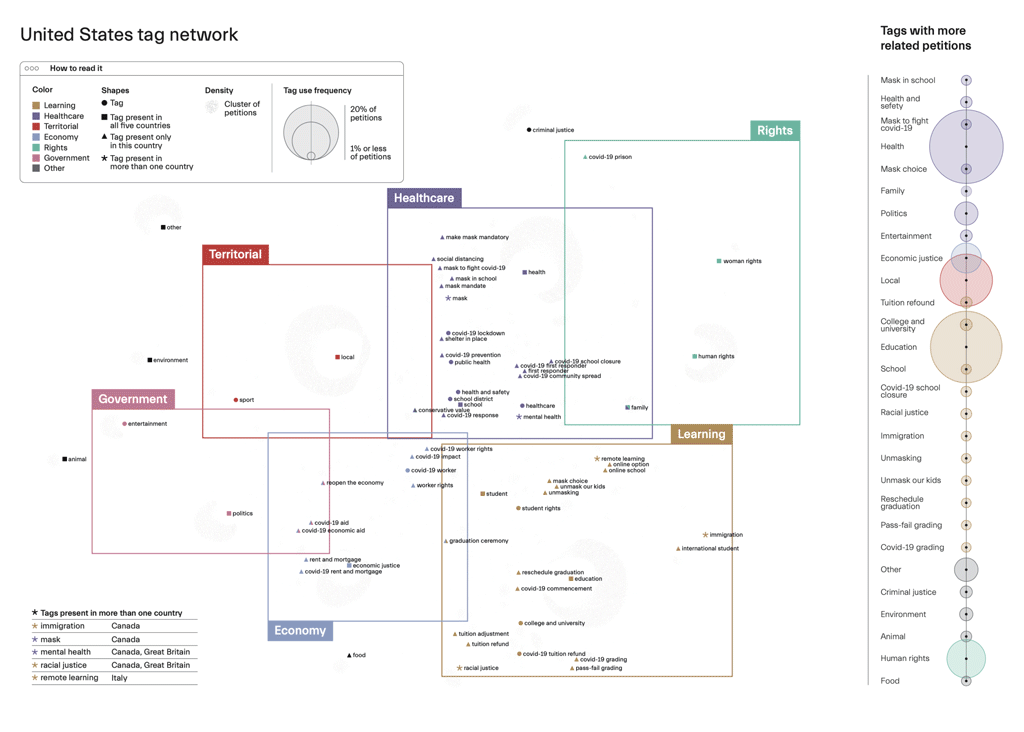 United States tag network
How to read it
Color
Learning
Healthcare
Territorial
Economy
Rights
Government
Other
Shapes
Tag
Tag present in
all five countries
Tag present only
in this country
Tag present in
more than one country
Density
Cluster of
petitions
Tag use frequency
20% of
petitions
1% or less
of petitions
criminal justice
Rights
covid-19 prison
woman rights
human rights
Healthcare
make mask mandatory
social distancing
mask to fight covid-19
health
mask in school
mask mandate
mask
covid-19 lockdown
shelter in place
covid-19 prevention
public health
covid-19 school closure
covid-19 first responder
first responder
covid-19 community spread
health and safety
school district
school
conservative value
covid-19 response
healthcare
mental health
family
other
Territorial
local
sport
environment
Government
entertainment
animal
politics
covid-19 worker rights
covid-19 impact
covid-19 worker
reopen the economy
worker rights
covid-19 aid
covid-19 economic aid
rent and mortgage
economic justice
covid-19 rent and mortgage
Economy
food
Learning
remote learning
online option
online school
mask choice
unmask our kids
unmasking
student
student rights
immigration
international student
graduation ceremony
reschedule graduation
education
covid-19 commencement
college and university
tuition adjustment
tuition refund
covid-19 tuition refund
covid-19 grading
racial justice
pass-fail grading
Tags present in more than one country
immigration Canada
mask Canada
mental health Canada, Great Britain
racial justice Canada, Great Britain
remote learning Italy
Tags with more
related petitions
Mask in school
Health and
safety
Mask to fight
covid-19
Health
Mask choice
Family
Politics
Entertainment
Economic justice
Local
Tuition refound
College and
university
Education
School
Covid-19 school
closure
Racial justice
Immigration
Unmasking
Unmask our kids
Reschedule
graduation
Pass-fail grading
Covid-19 grading
Other
Criminal justice
Environment
Animal
Human rights
Food